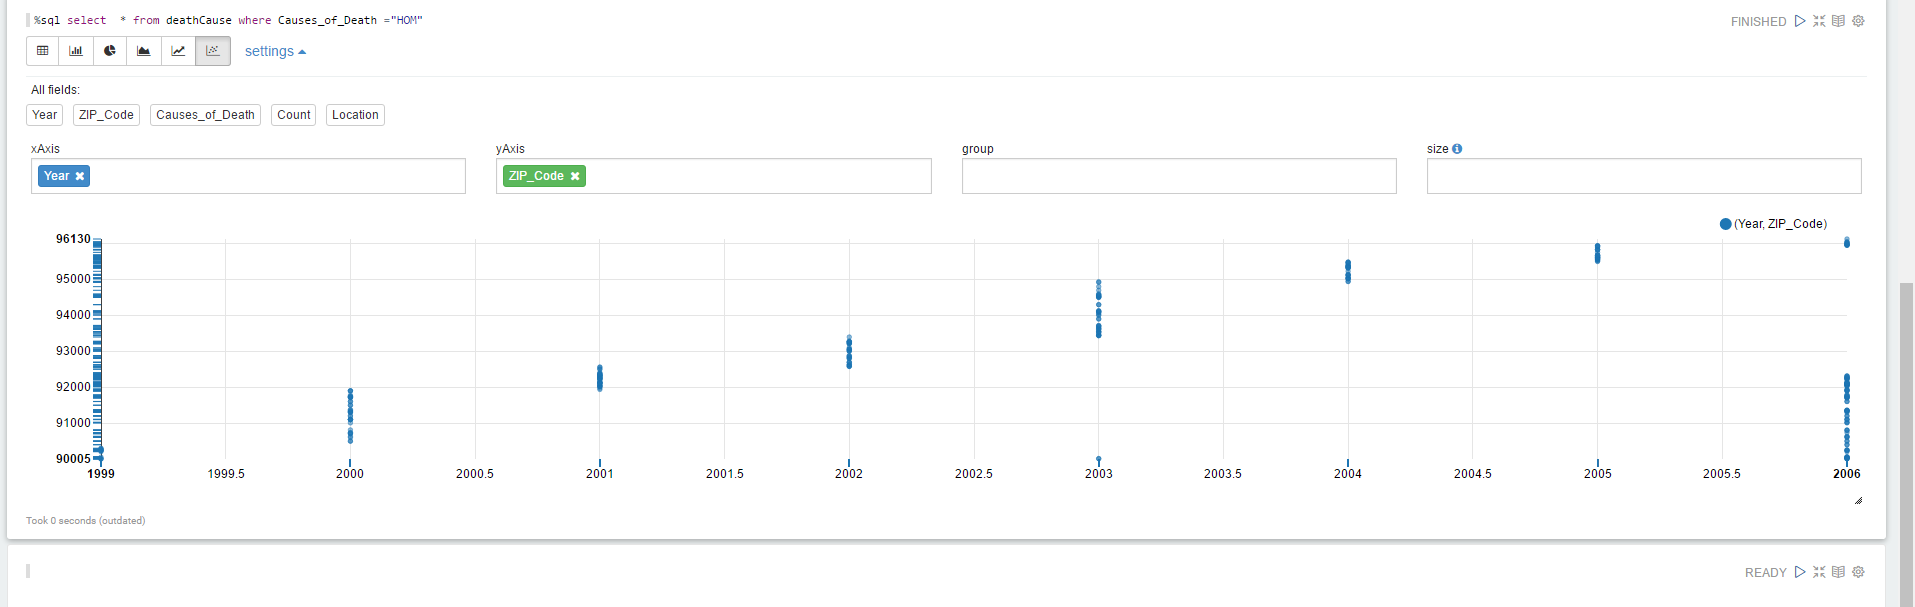 %sql select  * from deathCause where Causes_of_Death ="HOM"
FINISHED
settings
All fields:
Year ZIP_Code Causes_of_Death Count Location
xAxis yAxis group size
Year ZIP_Code
(Year, ZIP_Code)
96130
95000
94000
93000
92000
91000
90005
1999 1999.5 2000 2000.5 2001 2001.5 2002 2002.5 2003 2003.5 2004 2004.5 2005 2005.5 2006
Took 0 seconds (outdated)
READY